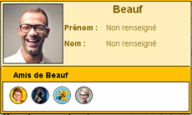 Beauf
Prénom : Non renseigné
Nom : Non renseigné
Amis de Beauf